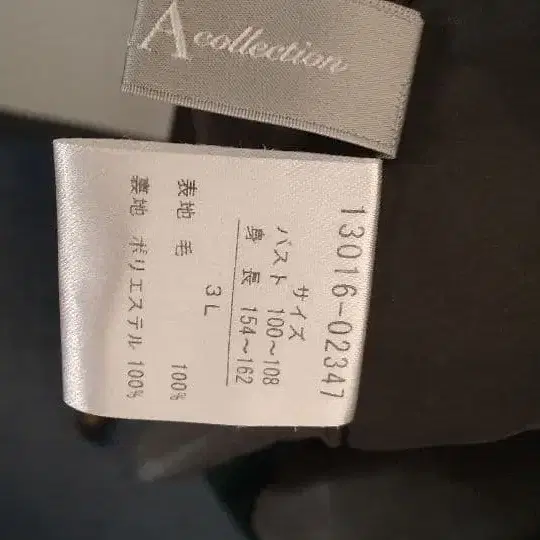 A collection
13016-02347
サイズ
バスト 100～108
身長 154～162
3L
表地 毛 100%
裏地 ポリエステル 100%